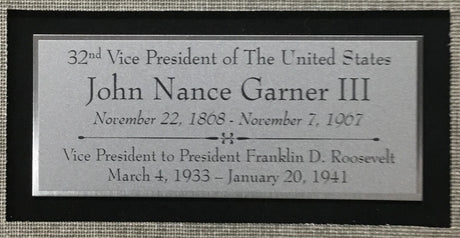 32nd Vice President of The United States
John Nance Garner III
November 22, 1868 - November 7, 1967
Vice President to President Franklin D. Roosevelt
March 4, 1933 – January 20, 1941